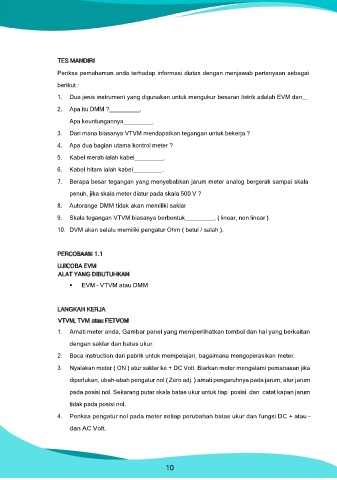 TES MANDIRI
Periksa pemahaman anda terhadap informasi diatas dengan menjawab pertanyaan sebagai
berikut :
1. Dua jenis instrument yang digunakan untuk mengukur besaran listrik adalah EVM dan__
2. Apa itu DMM ?_________.
Apa keuntungannya_________.
3. Dari mana biasanya VTVM mendapatkan tegangan untuk bekerja ?
4. Apa dua bagian utama kontrol meter ?
5. Kabel merah ialah kabel_________.
6. Kabel hitam ialah kabel_________.
7. Berapa besar tegangan yang menyebabkan jarum meter analog bergerak sampai skala
penuh, jika skala meter diatur pada skala 500 V ?
8. Autorange DMM tidak akan memiliki saklar
9. Skala tegangan VTVM biasanya berbentuk_________. ( linear, non linear ).
10. DVM akan selalu memiliki pengatur Ohm ( betul / salah ).
PERCOBAAN 1.1
UJICOBA EVM
ALAT YANG DIBUTUHKAN
• EVM - VTVM atau DMM
LANGKAH KERJA
VTVM, TVM atau FETVOM
1. Amati meter anda, Gambar panel yang memperlihatkan tombol dan hal yang berkaitan
dengan saklar dan batas ukur.
2. Baca instruction dari pabrik untuk mempelajari, bagaimana mengoperasikan meter.
3. Nyalakan meter ( ON ) atur saklar ke + DC Volt. Biarkan meter mengalami pemanasan jika
diperlukan, ubah-ubah pengatur nol ( Zero adj. ) amati pengaruhnya pada jarum, ater jarum
pada posisi nol. Sekarang putar skala batas ukur untuk tiap posisi dan catat kapan jarum
tidak pada posisi nol.
4. Periksa pengatur nol pada meter setiap perubahan batas ukur dan fungsi DC + atau -
dan AC Volt,
10